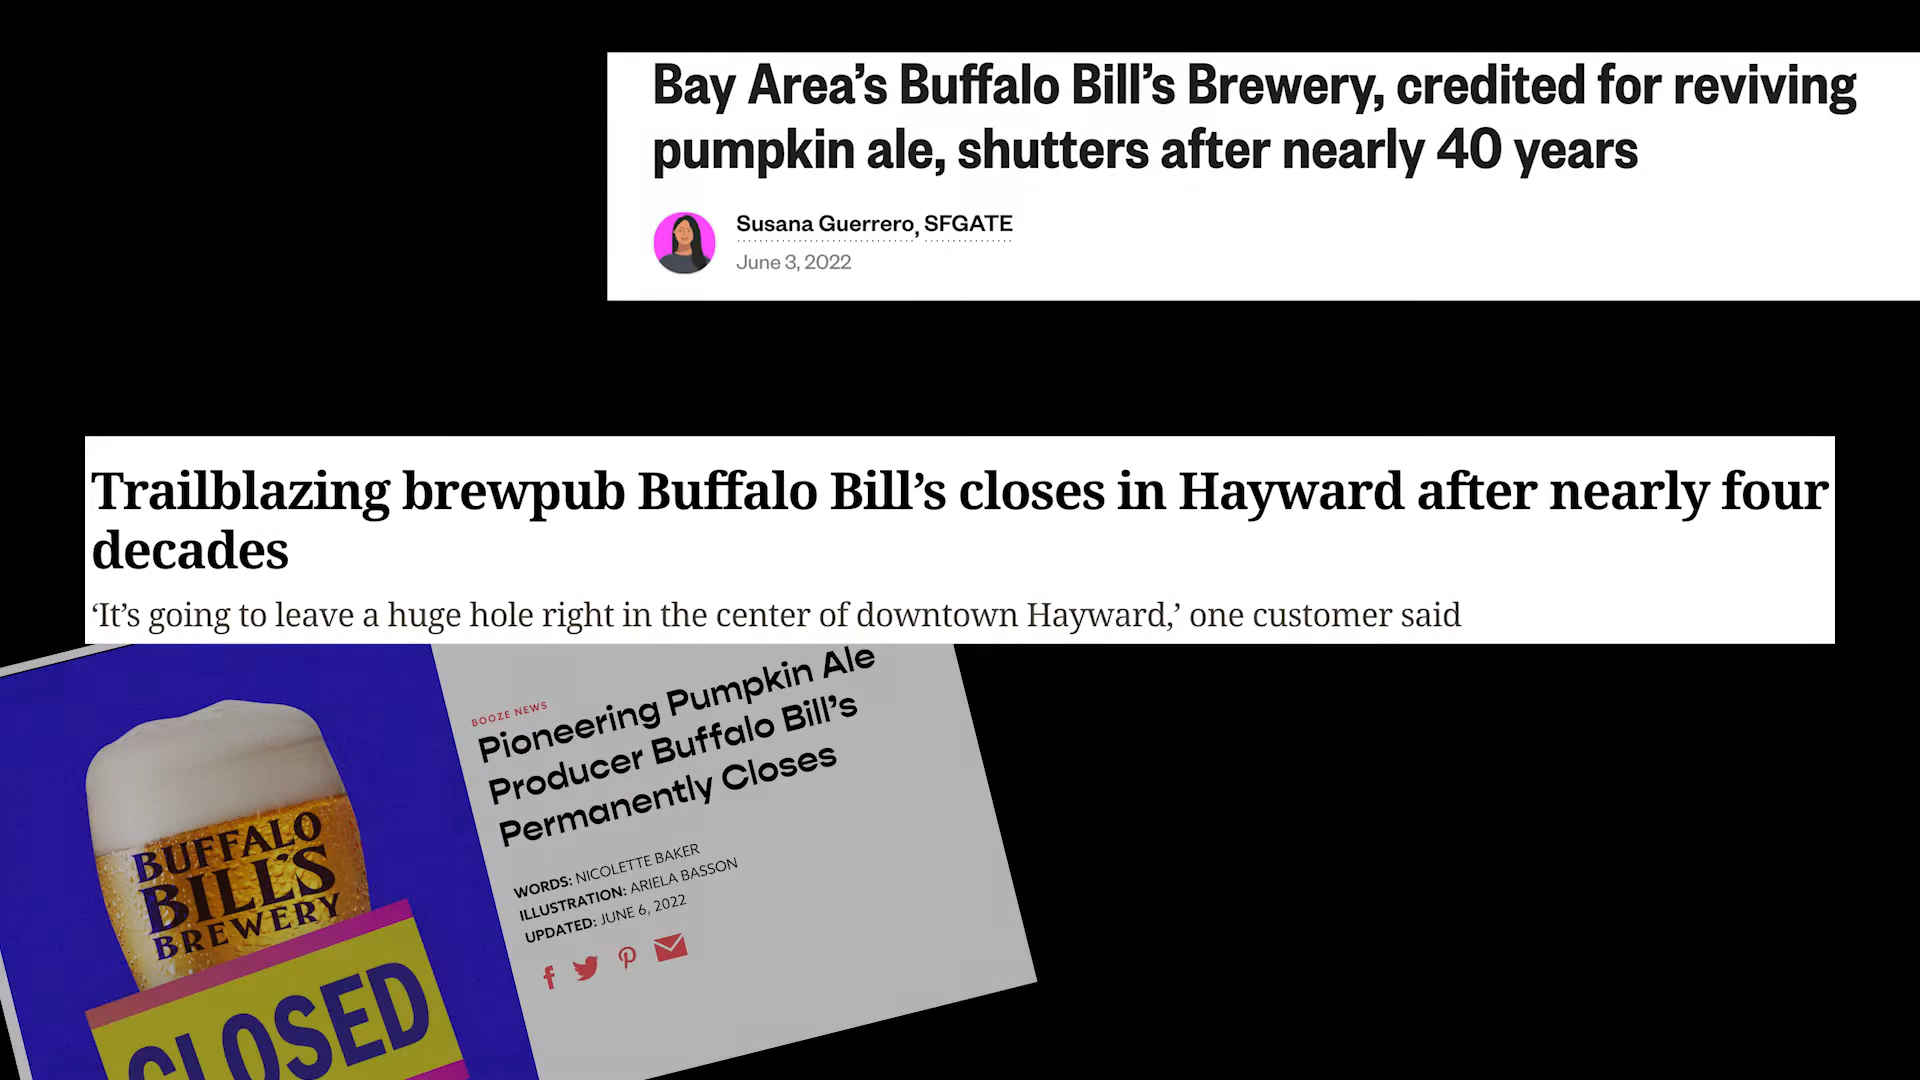 Bay Area’s Buffalo Bill’s Brewery, credited for reviving
pumpkin ale, shutters after nearly 40 years
Susana Guerrero, SFGATE
June 3, 2022
Trailblazing brewpub Buffalo Bill’s closes in Hayward after nearly four
decades
‘It’s going to leave a huge hole right in the center of downtown Hayward,’ one customer said
BOOZE NEWS
Pioneering Pumpkin Ale
Producer Buffalo Bill’s
Permanently Closes
WORDS: NICOLETTE BAKER
ILLUSTRATION: ARIELA BASSON
UPDATED: JUNE 6, 2022
BUFFALO
BILL'S
BREWERY
CLOSED